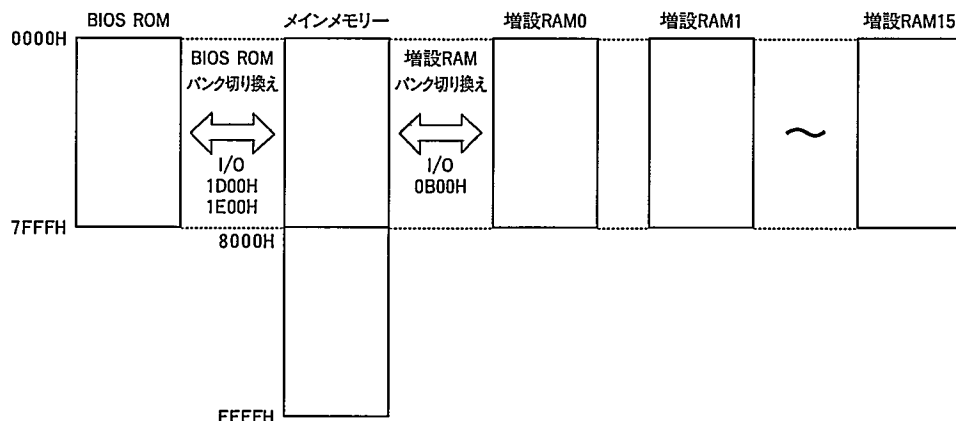 BIOS ROM メインメモリー 増設RAM0 増設RAM1 増設RAM15
0000H
BIOS ROM 増設RAM
バンク切り換え バンク切り換え
〜
I/O I/O
1D00H 0B00H
1E00H
7FFFH
8000H
FFFFH